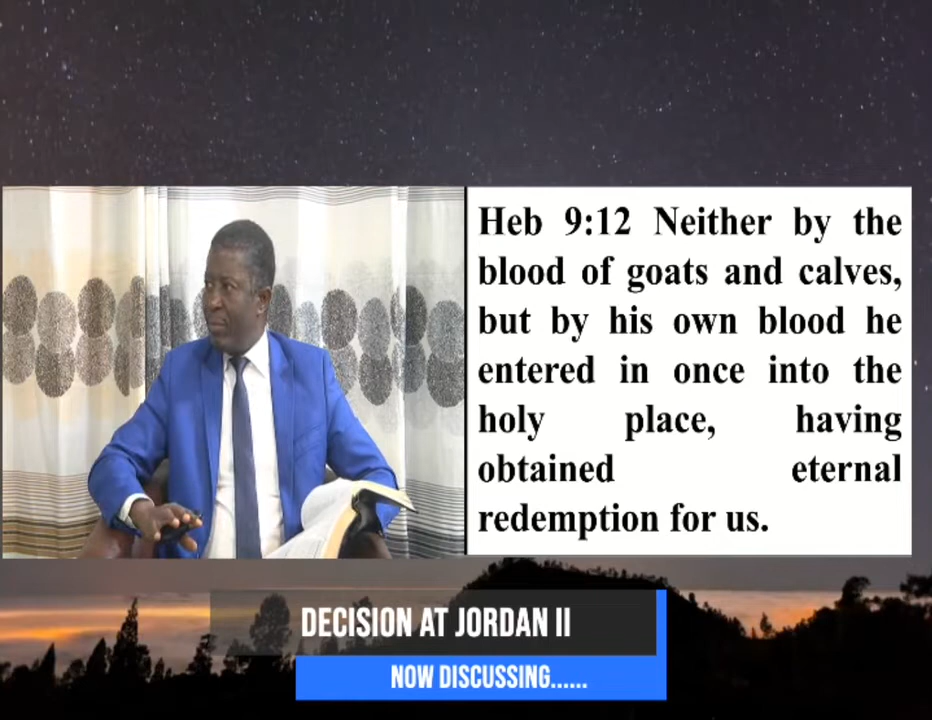 Heb 9:12 Neither by the
blood of goats and calves,
but by his own blood he
entered in once into the
holy place, having
obtained eternal
redemption for us.
DECISION AT JORDAN II
NOW DISCUSSING......